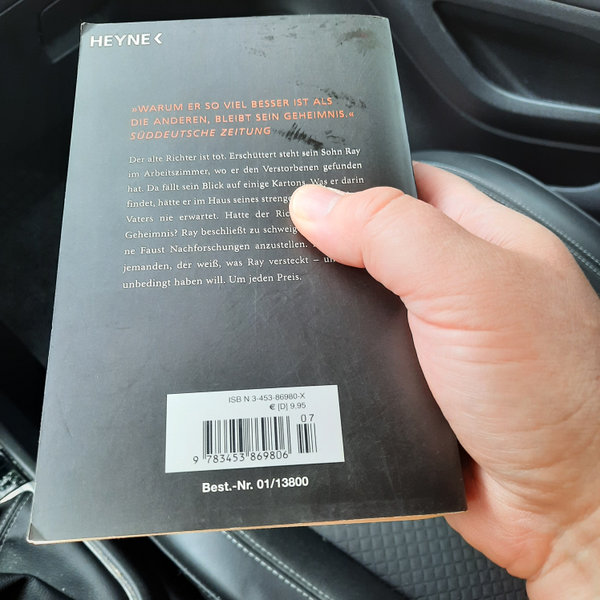 HEYNE<
»WARUM ER SO VIEL BESSER IST ALS
DIE ANDEREN, BLEIBT SEIN GEHEIMNIS.«
SÜDDEUTSCHE ZEITUNG
Der alte Richter ist tot. Erschüttert steht sein Sohn Ray
im Arbeitszimmer, wo er den Verstorbenen gefunden
hat. Da fällt sein Blick auf einige Kartons. Was er darin
findet, hätte er im Haus seines strengen
Vaters nie erwartet. Hatte der
Geheimnis? Ray beschließt zu
ne Faust Nachforschungen anzustellen.
jemanden, der weiß, was Ray versteckt –
unbedingt haben will. Um jeden Preis.
ISBN 3-453-86980-X
€ [D] 9,95
07
9 783453 869806
Best.-Nr. 01/13800